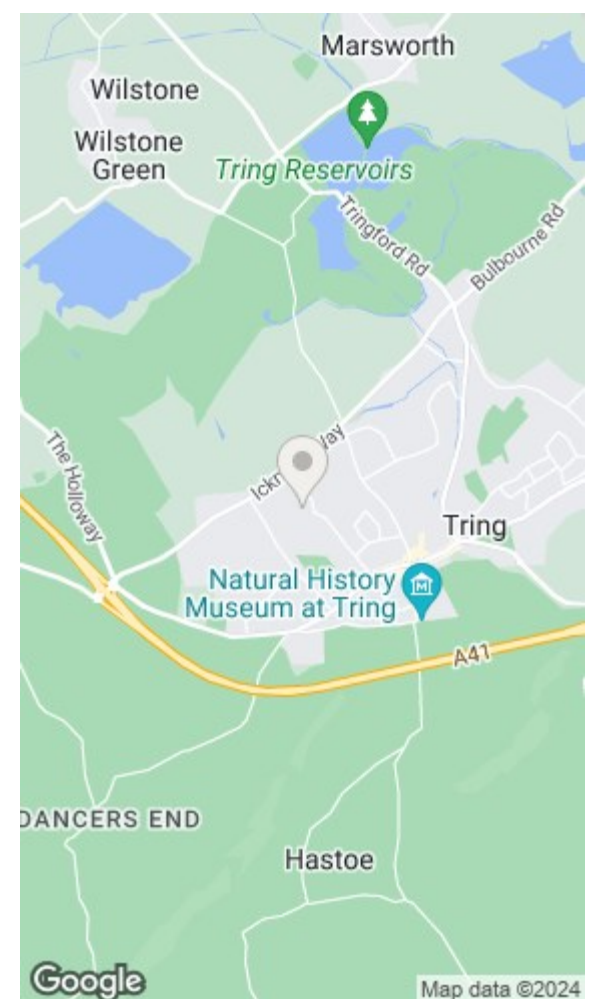 Marsworth
Wilstone
Wilstone
Green
Tring Reservoirs
Tringford Rd
Bulbourne Rd
The Holloway
Tring
Natural History
Museum at Tring
A41
DANCERS END
Hastoe
Google
Map data ©2024